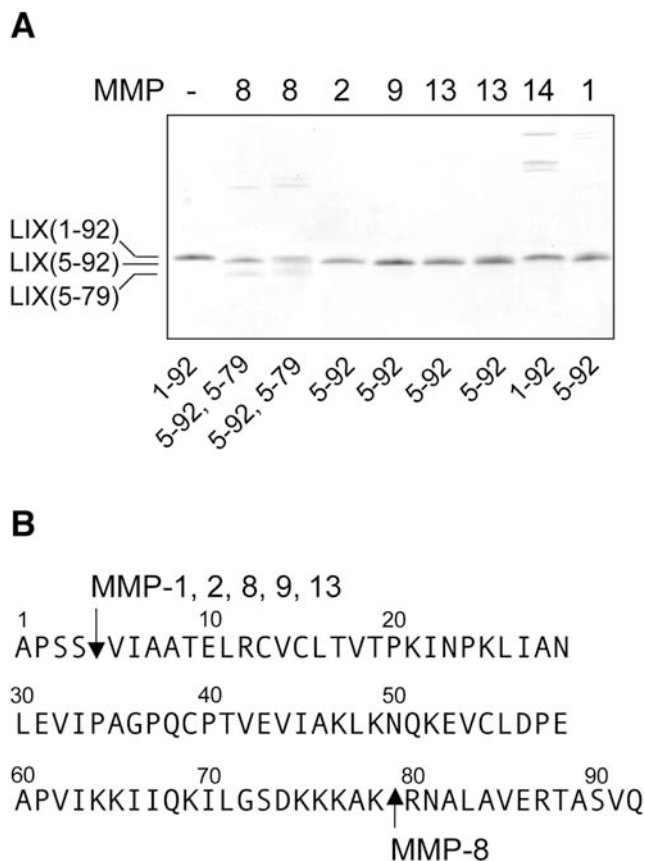 A
MMP - 8 8 2 9 13 13 14 1
LIX(1-92)
LIX(5-92)
LIX(5-79)
1-92
5-92, 5-79
5-92, 5-79
5-92
5-92
5-92
5-92
1-92
5-92
B
MMP-1, 2, 8, 9, 13
1 10 20
APSSVIAATELRCVCLTVTPKINPKLIAN
30 40 50
LEVIPAGPQCPTVEVIAKLKNQKEVCLDPE
60 70 80 90
APVIKKIIQKILGSDKKKAKRNALAVERTASVQ
MMP-8